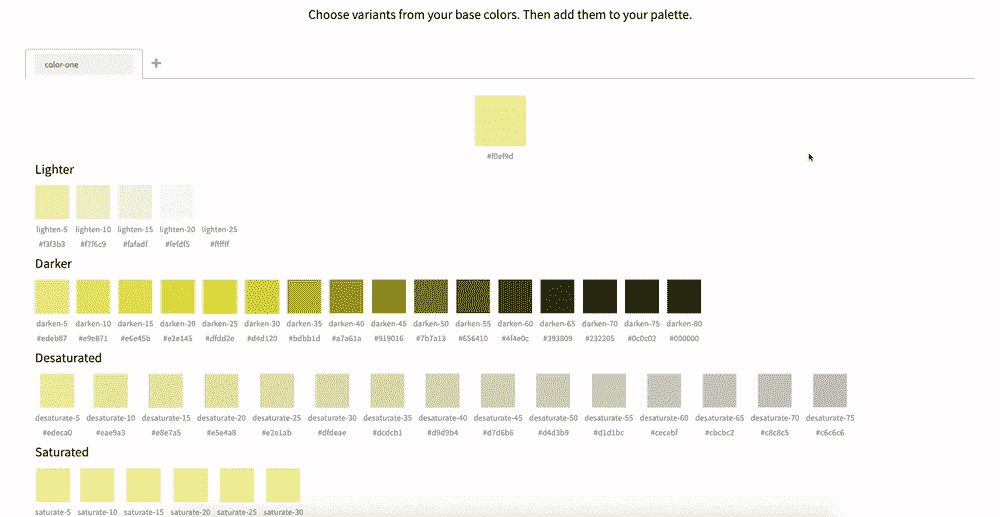 Choose variants from your base colors. Then add them to your palette.
color-one +
#f0ef9d
Lighter
lighten-5 lighten-10 lighten-15 lighten-20 lighten-25
#f3f3b3 #f7f6c9 #fafadf #fefdf5 #ffffff
Darker
darken-5 darken-10 darken-15 darken-20 darken-25 darken-30 darken-35 darken-40 darken-45 darken-50 darken-55 darken-60 darken-65 darken-70 darken-75 darken-80
#edeb87 #e9e871 #e6e45b #e2e145 #dfdd2e #d4d120 #bdbb1d #a7a61a #919016 #7b7a13 #656410 #4f4e0c #393809 #232205 #0c0c02 #000000
Desaturated
desaturate-5 desaturate-10 desaturate-15 desaturate-20 desaturate-25 desaturate-30 desaturate-35 desaturate-40 desaturate-45 desaturate-50 desaturate-55 desaturate-60 desaturate-65 desaturate-70 desaturate-75
#edeca0 #eae9a3 #e8e7a5 #e5e4a8 #e2e1ab #dfdeae #dcdcb1 #d9d9b4 #d7d6b6 #d4d3b9 #d1d1bc #cecebf #cbcbc2 #c8c8c5 #c6c6c6
Saturated
saturate-5 saturate-10 saturate-15 saturate-20 saturate-25 saturate-30